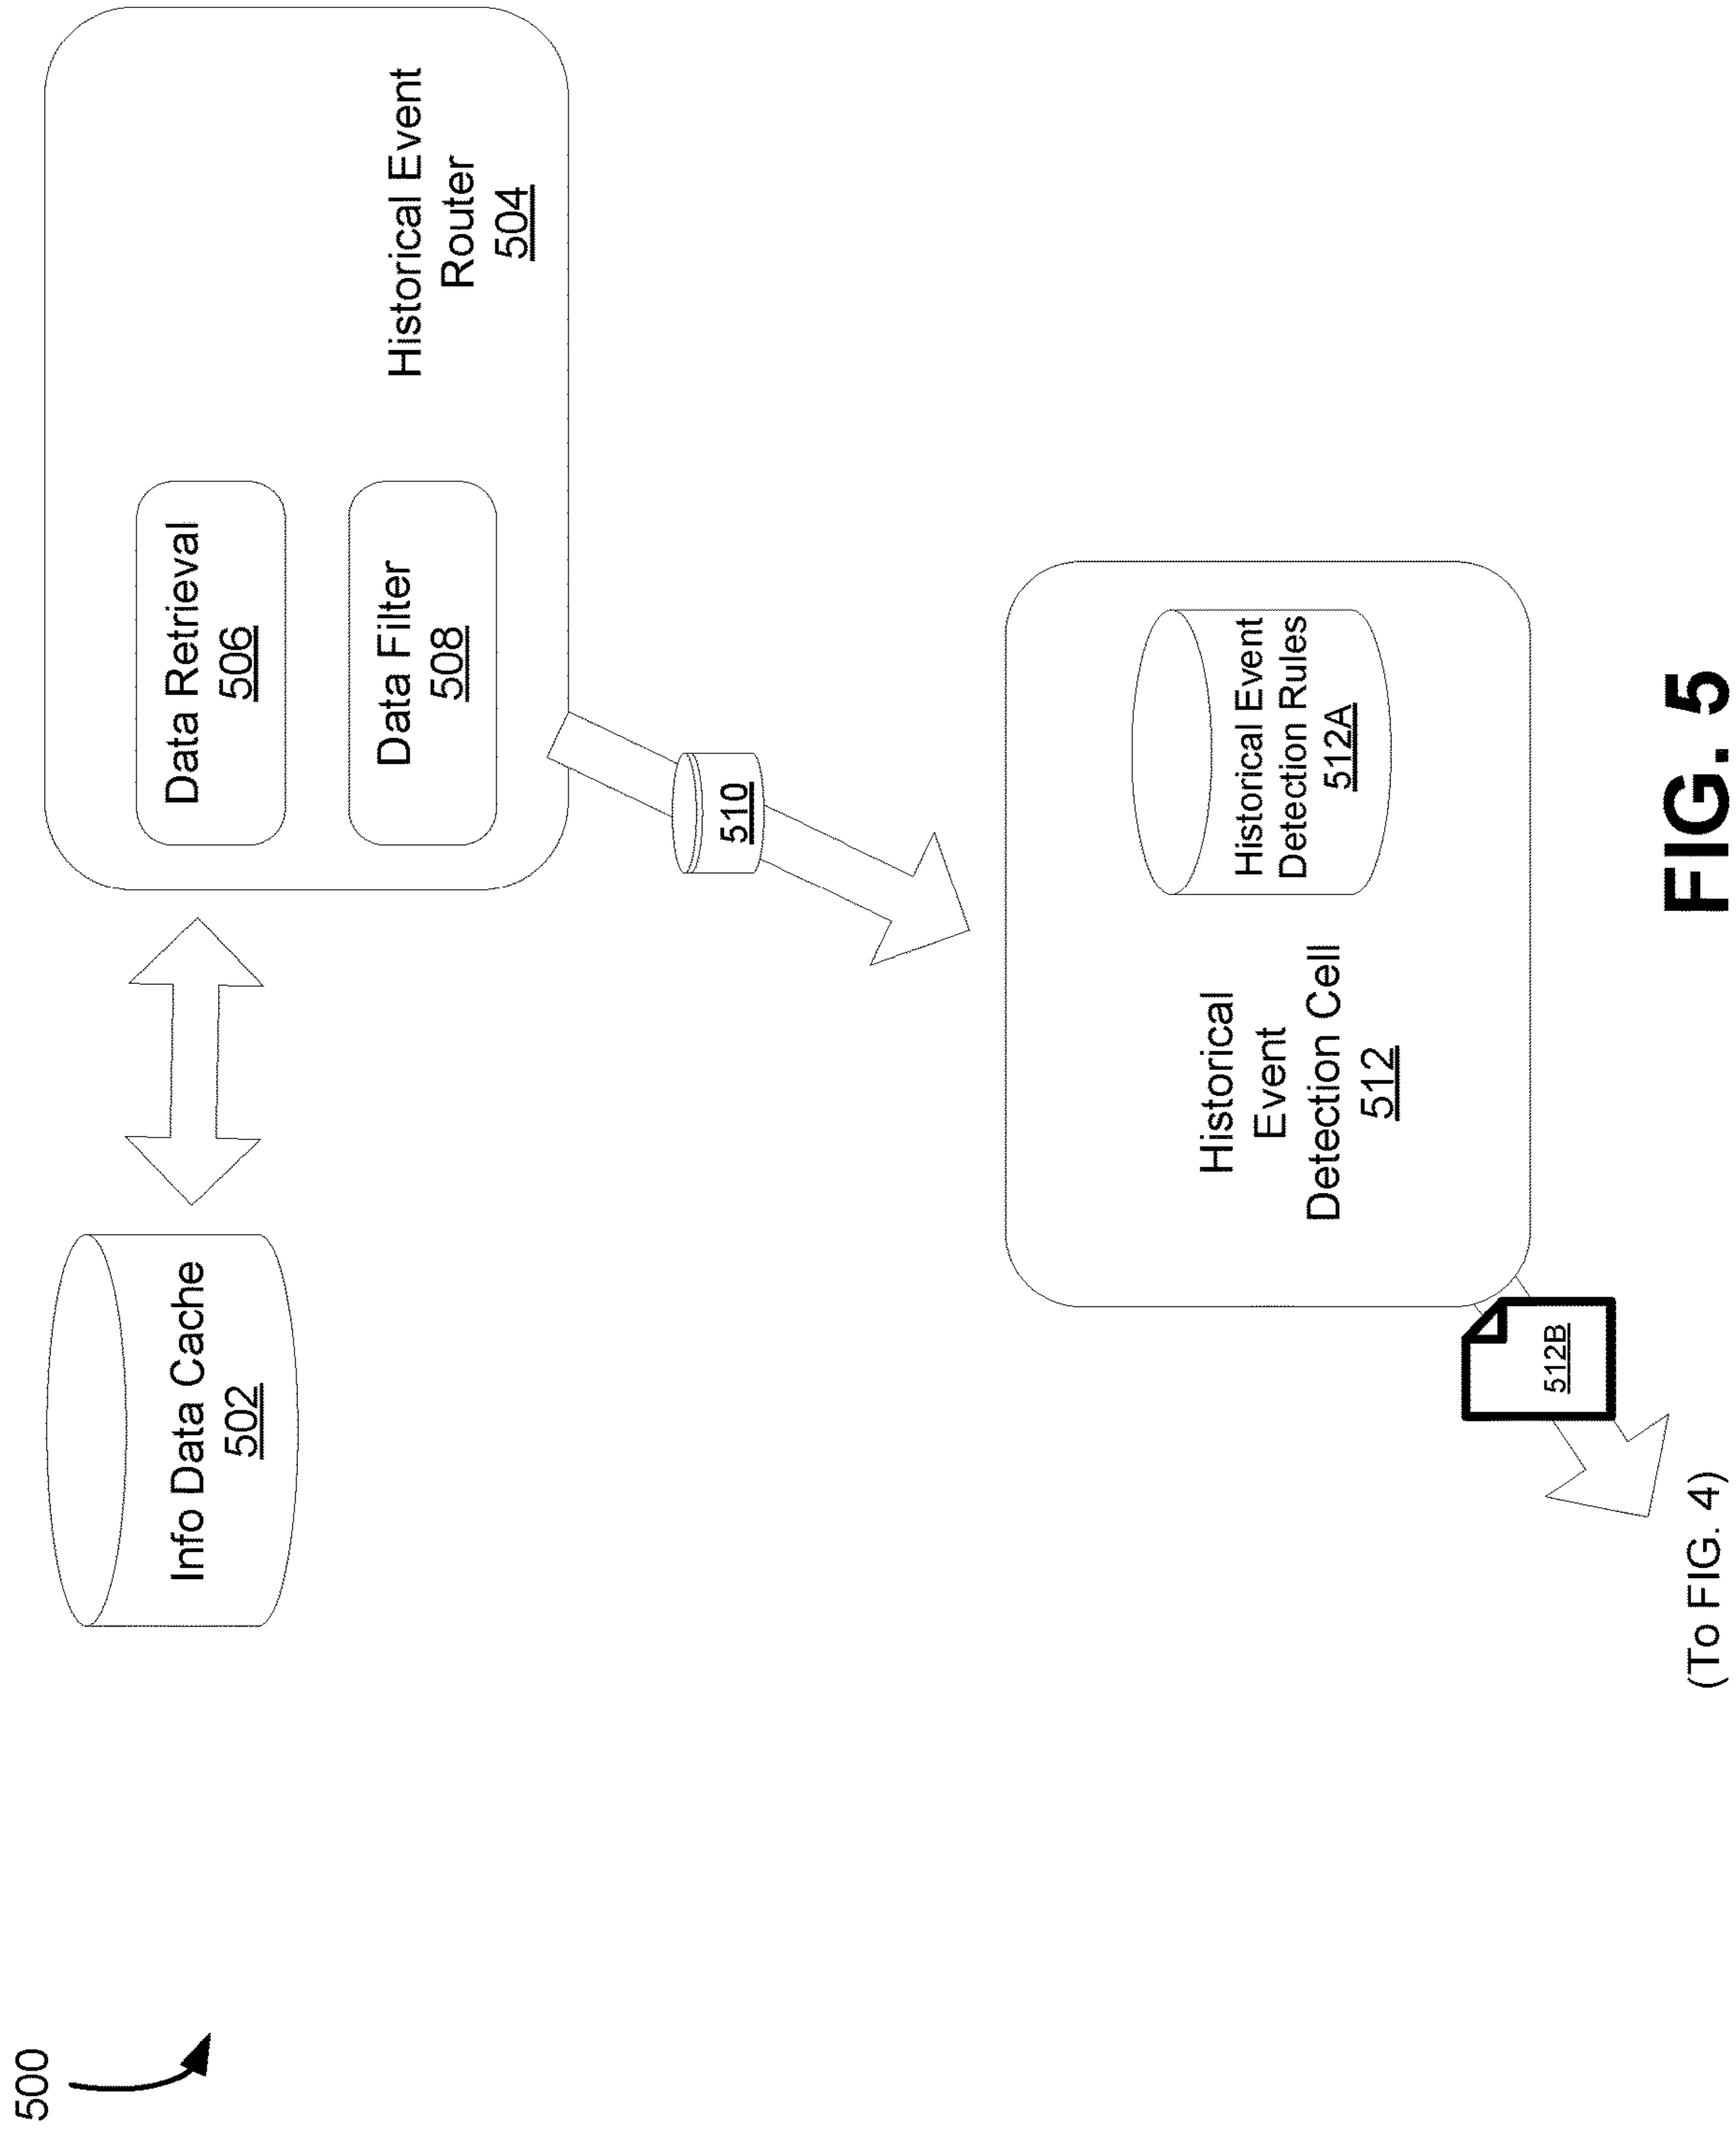 500
Info Data Cache
502
Data Retrieval
506
Data Filter
508
Historical Event
Router
504
510
Historical
Event
Detection Cell
512
Historical Event
Detection Rules
512A
512B
(To FIG. 4)
FIG. 5